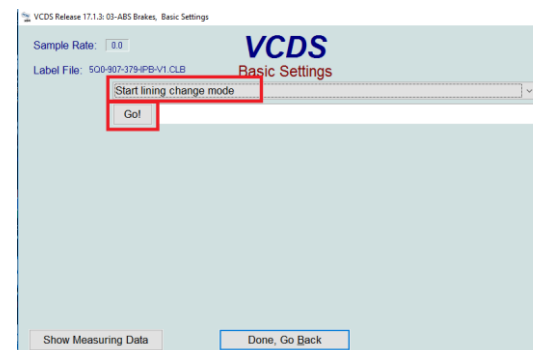 VCDS Release 17.1.3: 03-ABS Brakes, Basic Settings
Sample Rate: 0.0
VCDS
Label File: 5Q0-907-379-IPB-V1.CLB
Basic Settings
Start lining change mode
Go!
Show Measuring Data
Done, Go Back